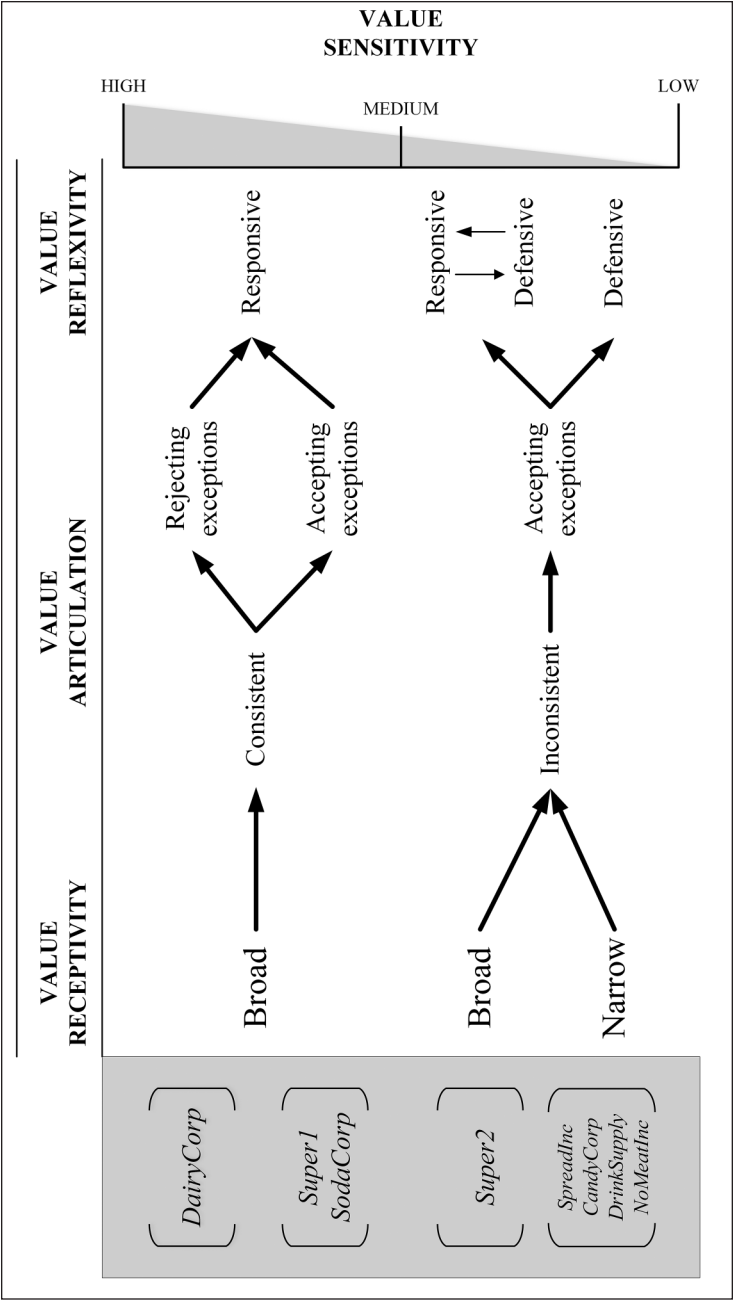 VALUE
RECEPTIVITY
VALUE
ARTICULATION
VALUE
REFLEXIVITY
VALUE
SENSITIVITY
DairyCorp
Super1
SodaCorp
Broad
Consistent
Rejecting
exceptions
Accepting
exceptions
Responsive
HIGH
MEDIUM
LOW
Super2
SpreadInc
CandyCorp
DrinkSupply
NoMeatInc
Broad
Narrow
Inconsistent
Accepting
exceptions
Responsive
Defensive
Defensive